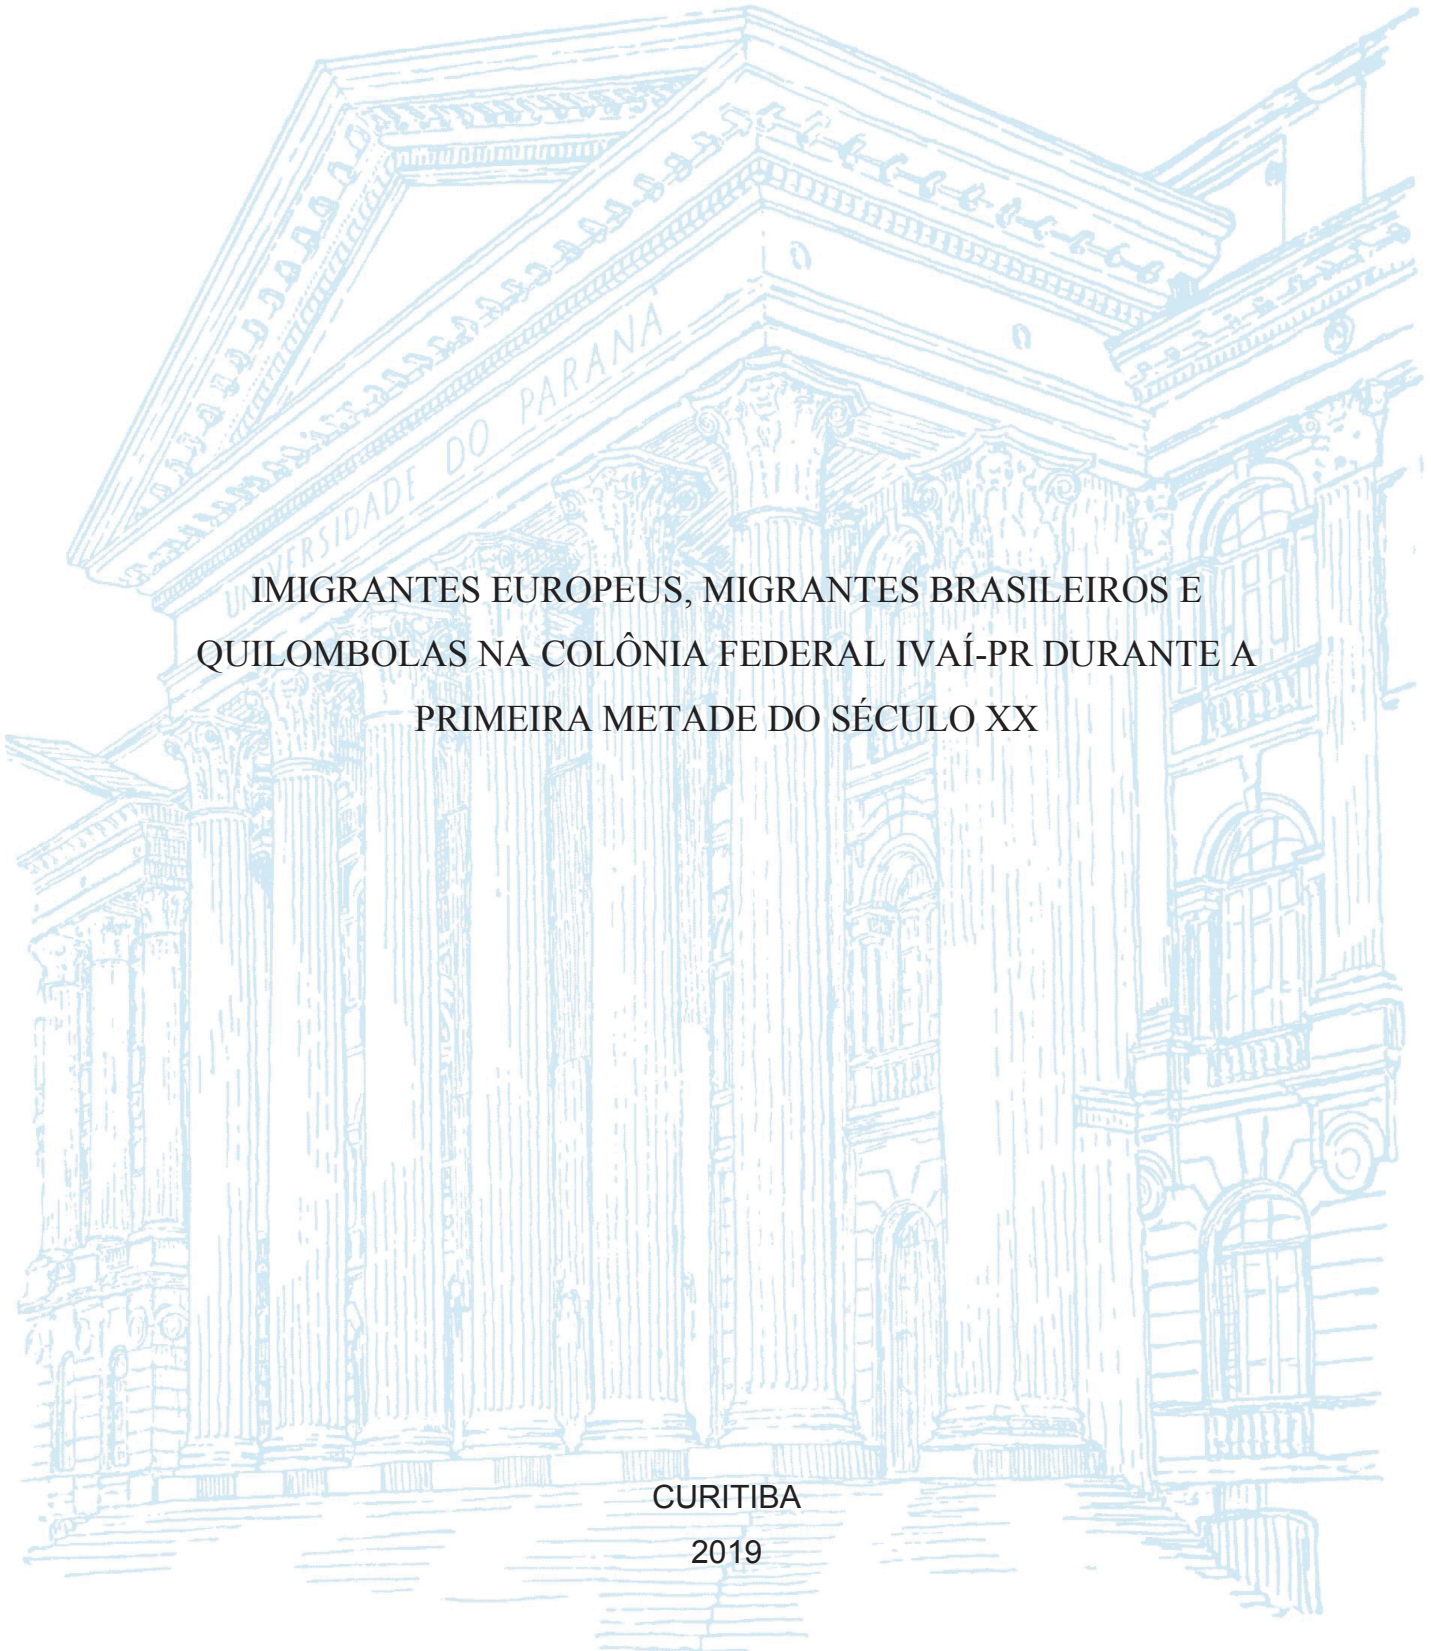 UNIVERSIDADE DO PARANÁ
IMIGRANTES EUROPEUS, MIGRANTES BRASILEIROS E
QUILOMBOLAS NA COLÔNIA FEDERAL IVAÍ-PR DURANTE A
PRIMEIRA METADE DO SÉCULO XX
CURITIBA
2019